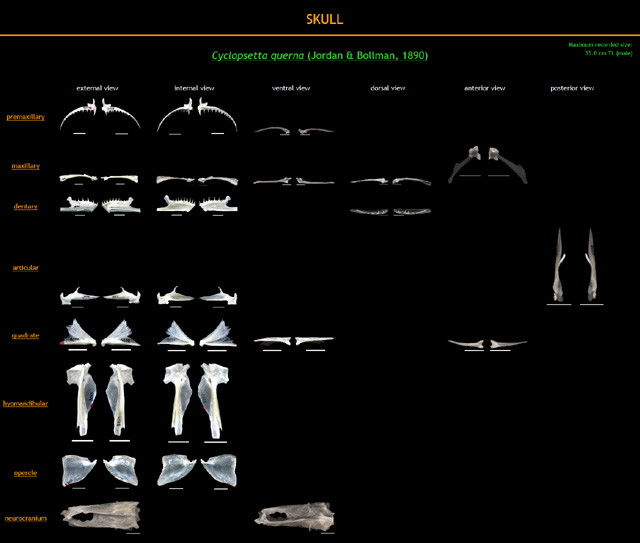 SKULL
Maximum recorded size:
35.0 cm TL (male)
Cyclopsetta querna (Jordan & Bollman, 1890)
external view internal view ventral view dorsal view anterior view posterior view
premaxillary
maxillary
dentary
articular
quadrate
hyomandibular
opercle
neurocranium